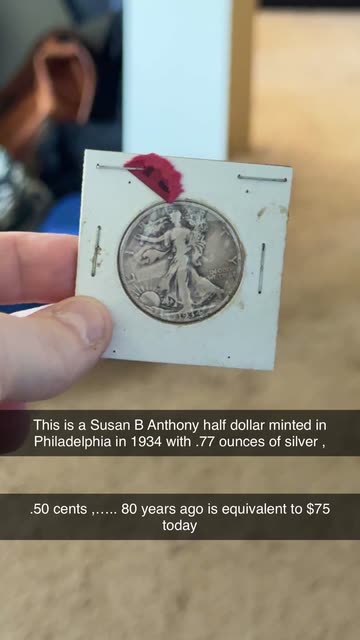 1934
This is a Susan B Anthony half dollar minted in
Philadelphia in 1934 with .77 ounces of silver ,
.50 cents ,..... 80 years ago is equivalent to $75
today